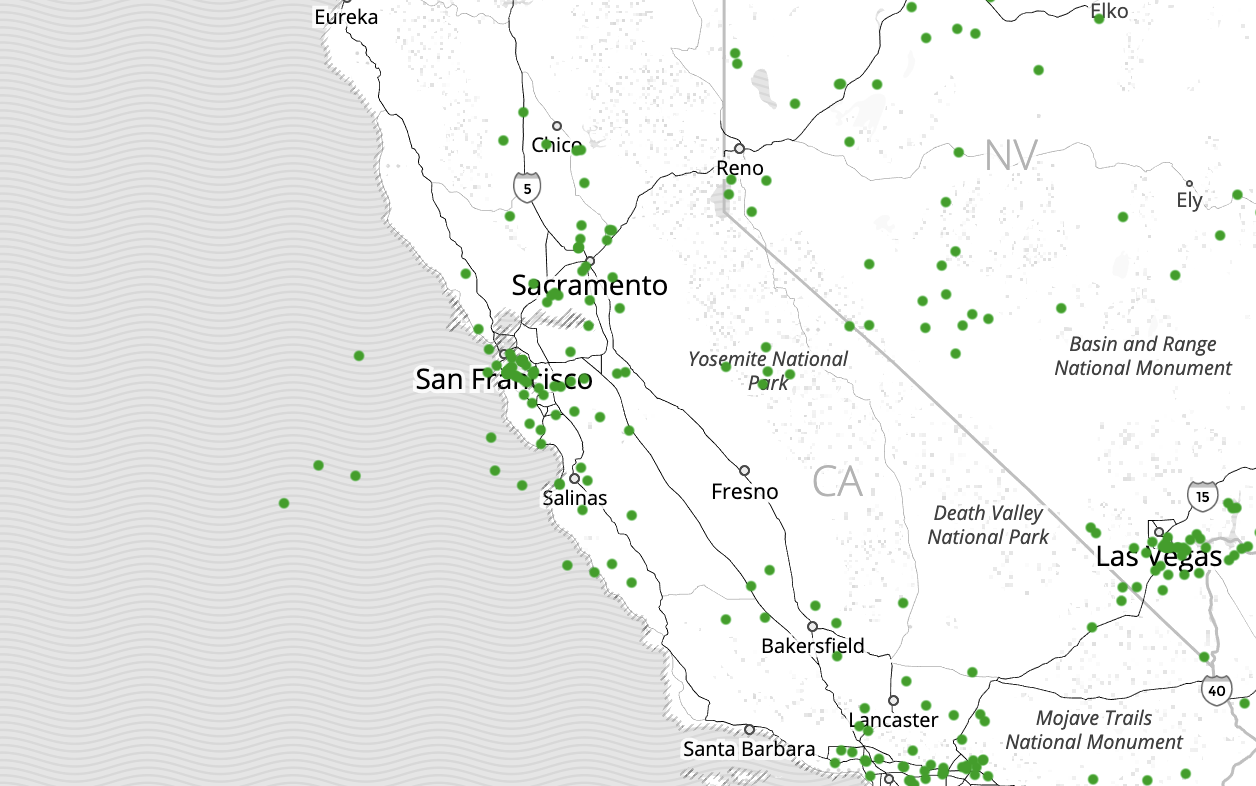 Eureka
Elko
Chico
Reno
NV
5
Ely
Sacramento
Basin and Range
National Monument
Yosemite National
Park
San Francisco
CA
Fresno
Salinas
15
Death Valley
National Park
Las Vegas
Bakersfield
40
Lancaster
Mojave Trails
National Monument
Santa Barbara